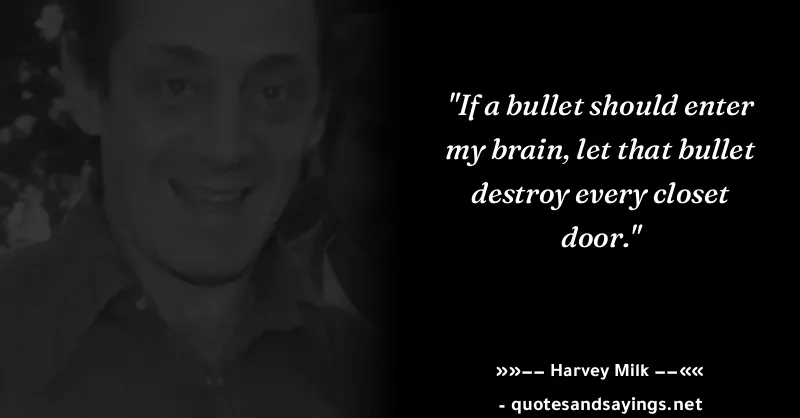 "If a bullet should enter
my brain, let that bullet
destroy every closet
door."
»»–– Harvey Milk ––««
- quotesandsayings.net